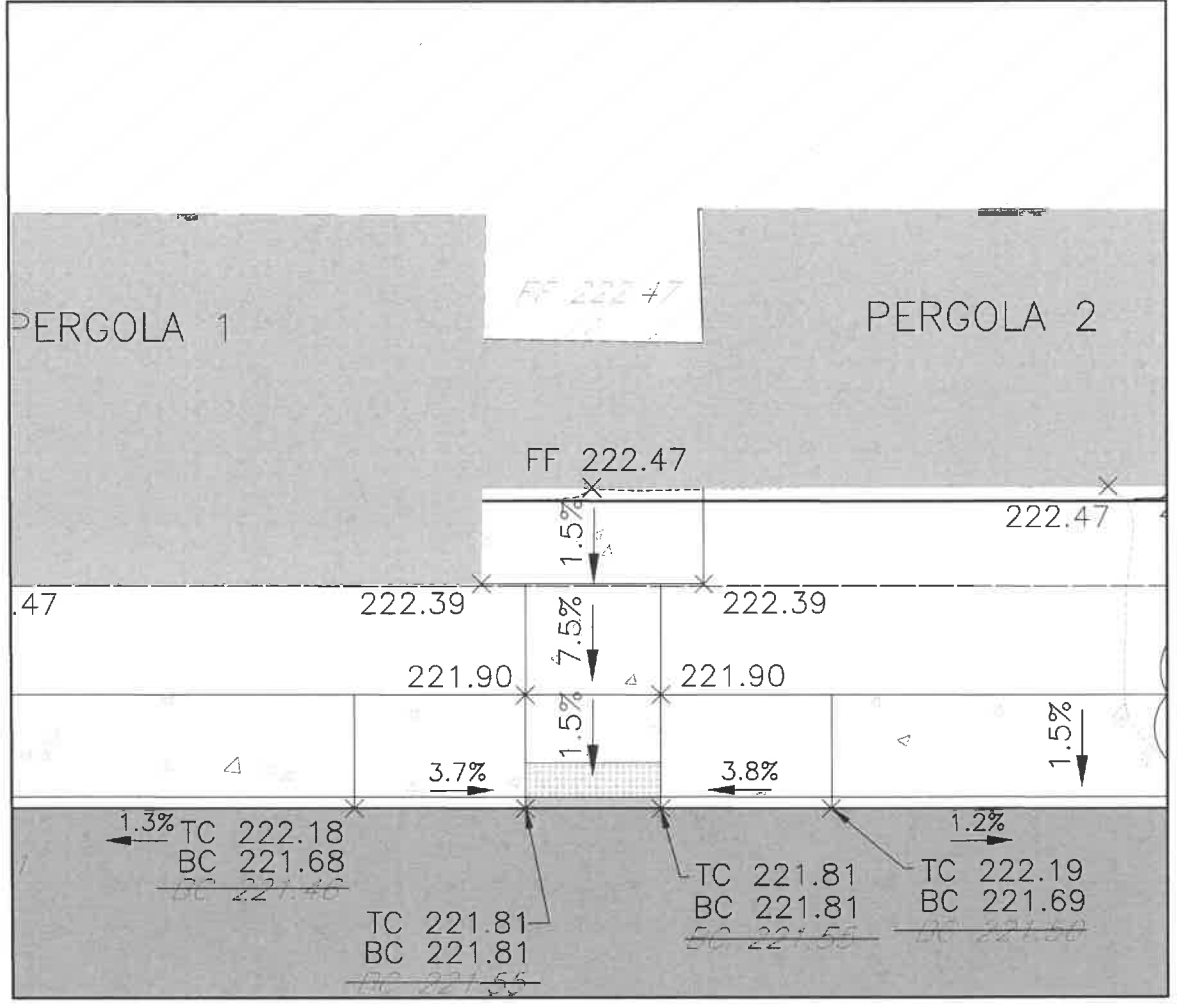 FF 222.47
PERGOLA 1
PERGOLA 2
FF 222.47
222.47
1.5%
.47
222.39
222.39
7.5%
221.90
221.90
1.5%
1.5%
3.7%
3.8%
1.3%
1.2%
TC 222.18
BC 221.68
TC 221.81
BC 221.81
TC 221.81
BC 221.81
TC 222.19
BC 221.69